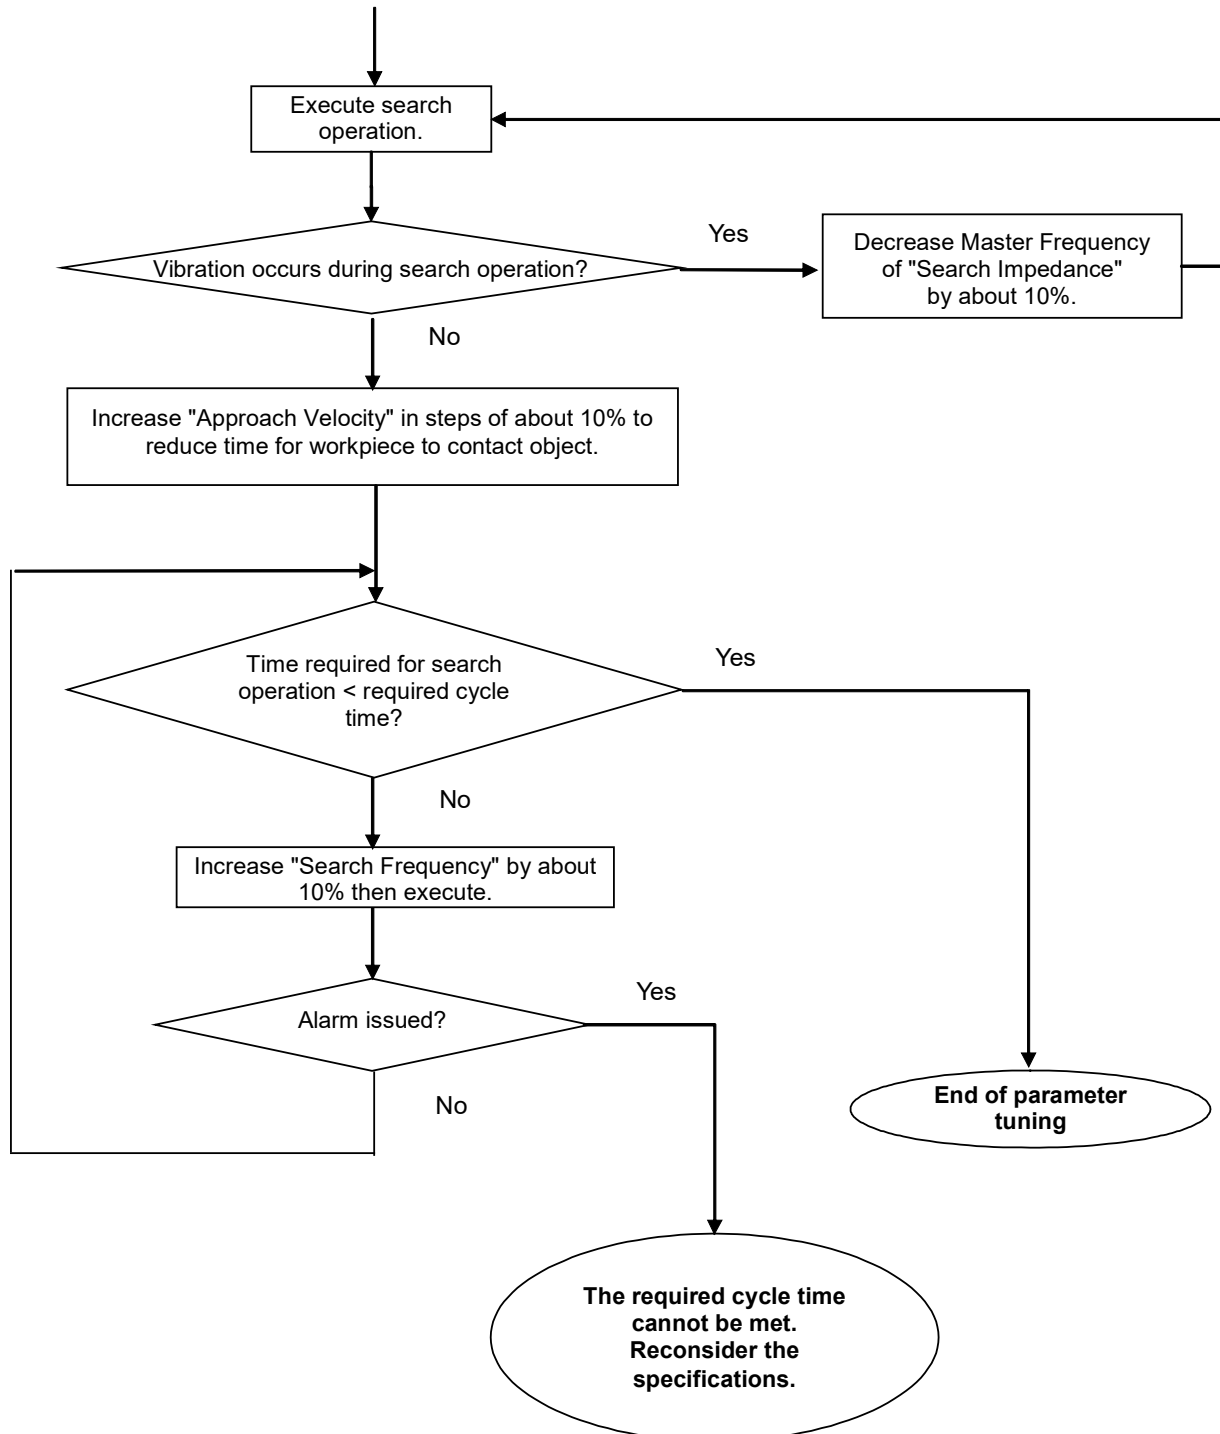 Execute search
operation.
Yes
Vibration occurs during search operation?
Decrease Master Frequency
of "Search Impedance"
by about 10%.
No
Increase "Approach Velocity" in steps of about 10% to
reduce time for workpiece to contact object.
Time required for search
operation < required cycle
time?
Yes
No
Increase "Search Frequency" by about
10% then execute.
Alarm issued?
Yes
No
End of parameter
tuning
The required cycle time
cannot be met.
Reconsider the
specifications.